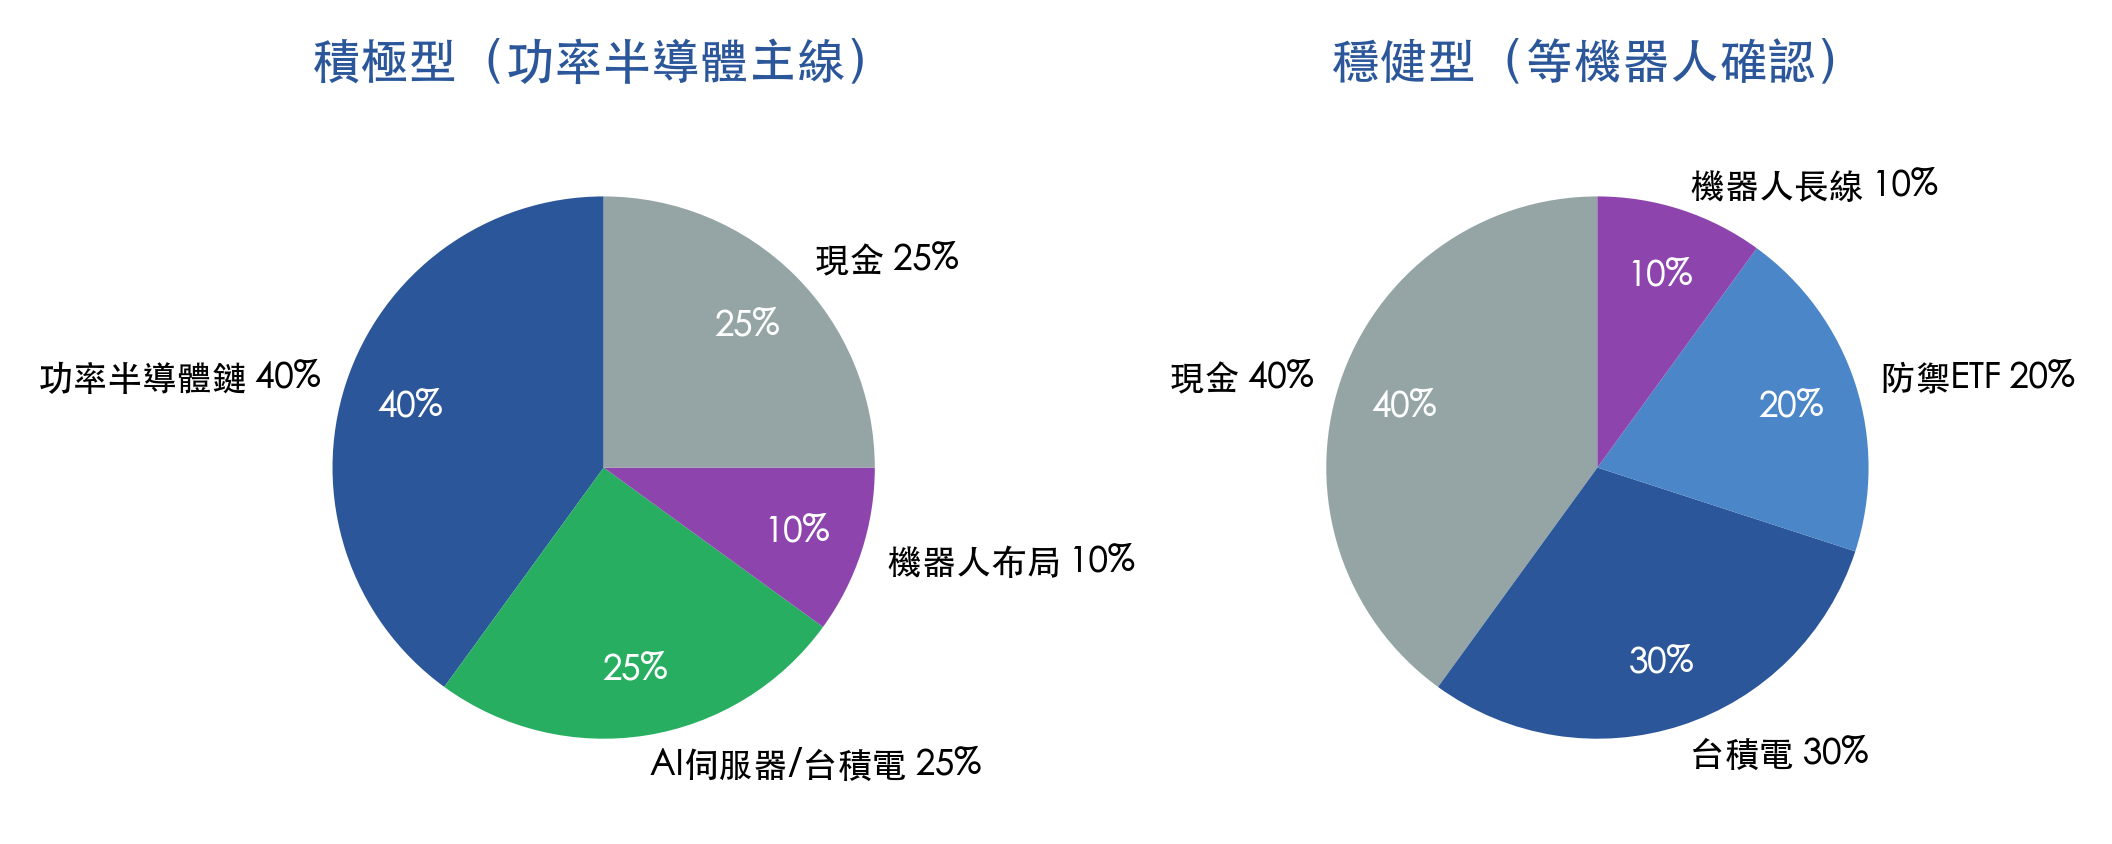 積極型（功率半導體主線）
現金 25%
25%
功率半導體鏈 40%
40%
10%
機器人布局 10%
25%
AI伺服器/台積電 25%
穩健型（等機器人確認）
機器人長線 10%
10%
現金 40%
40%
20%
防禦ETF 20%
30%
台積電 30%